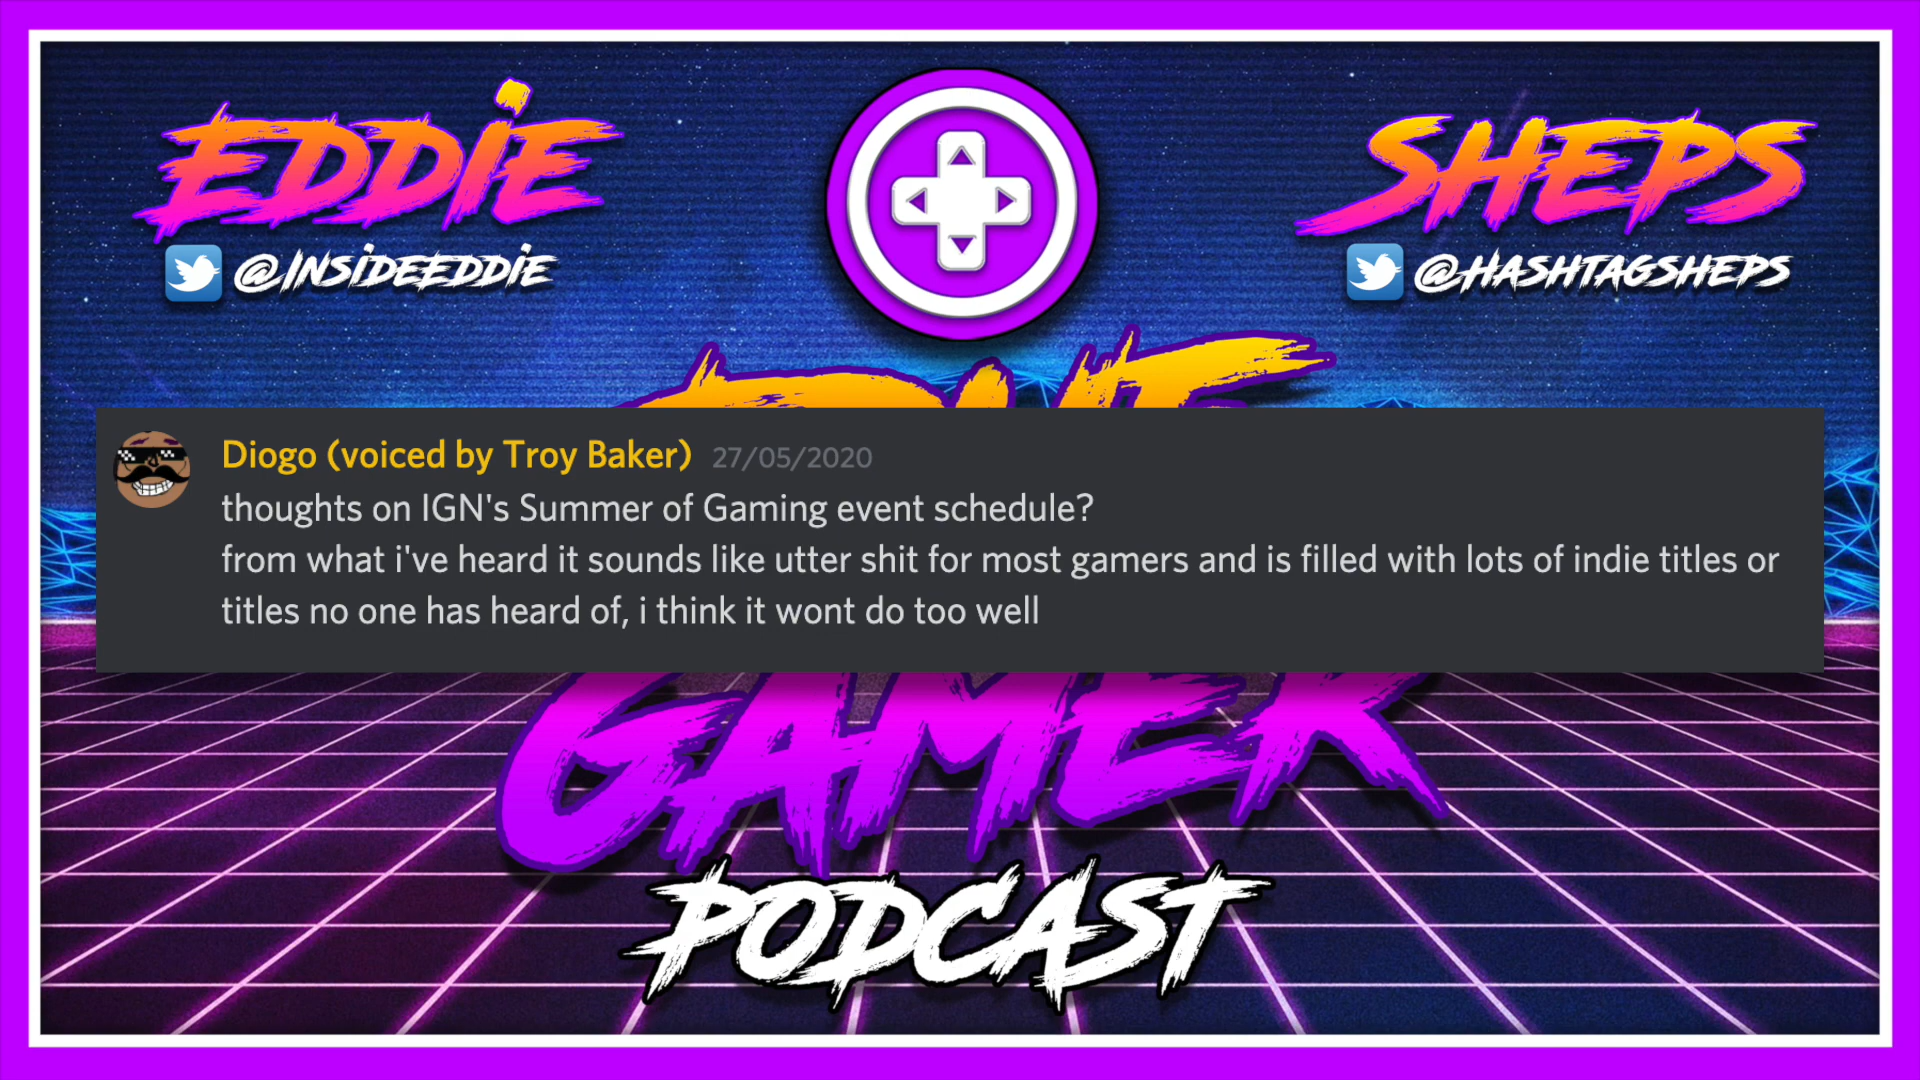 EDDIE
SHEPS
@INSIDEEDDIE
@HASHTAGSHEPS
Diogo (voiced by Troy Baker) 27/05/2020
thoughts on IGN's Summer of Gaming event schedule?
from what i've heard it sounds like utter shit for most gamers and is filled with lots of indie titles or
titles no one has heard of, i think it wont do too well
GAMER
PODCAST